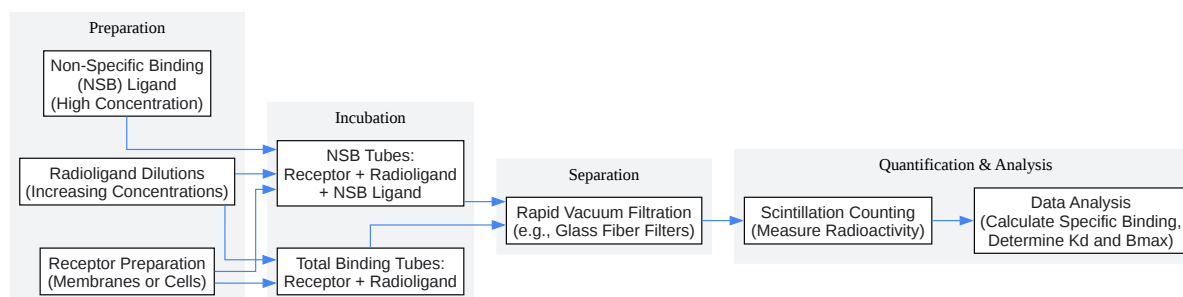 Preparation
Non-Specific Binding
(NSB) Ligand
(High Concentration)
Radioligand Dilutions
(Increasing Concentrations)
Receptor Preparation
(Membranes or Cells)
Incubation
NSB Tubes:
Receptor + Radioligand
+ NSB Ligand
Total Binding Tubes:
Receptor + Radioligand
Separation
Rapid Vacuum Filtration
(e.g., Glass Fiber Filters)
Quantification & Analysis
Scintillation Counting
(Measure Radioactivity)
Data Analysis
(Calculate Specific Binding,
Determine Kd and Bmax)